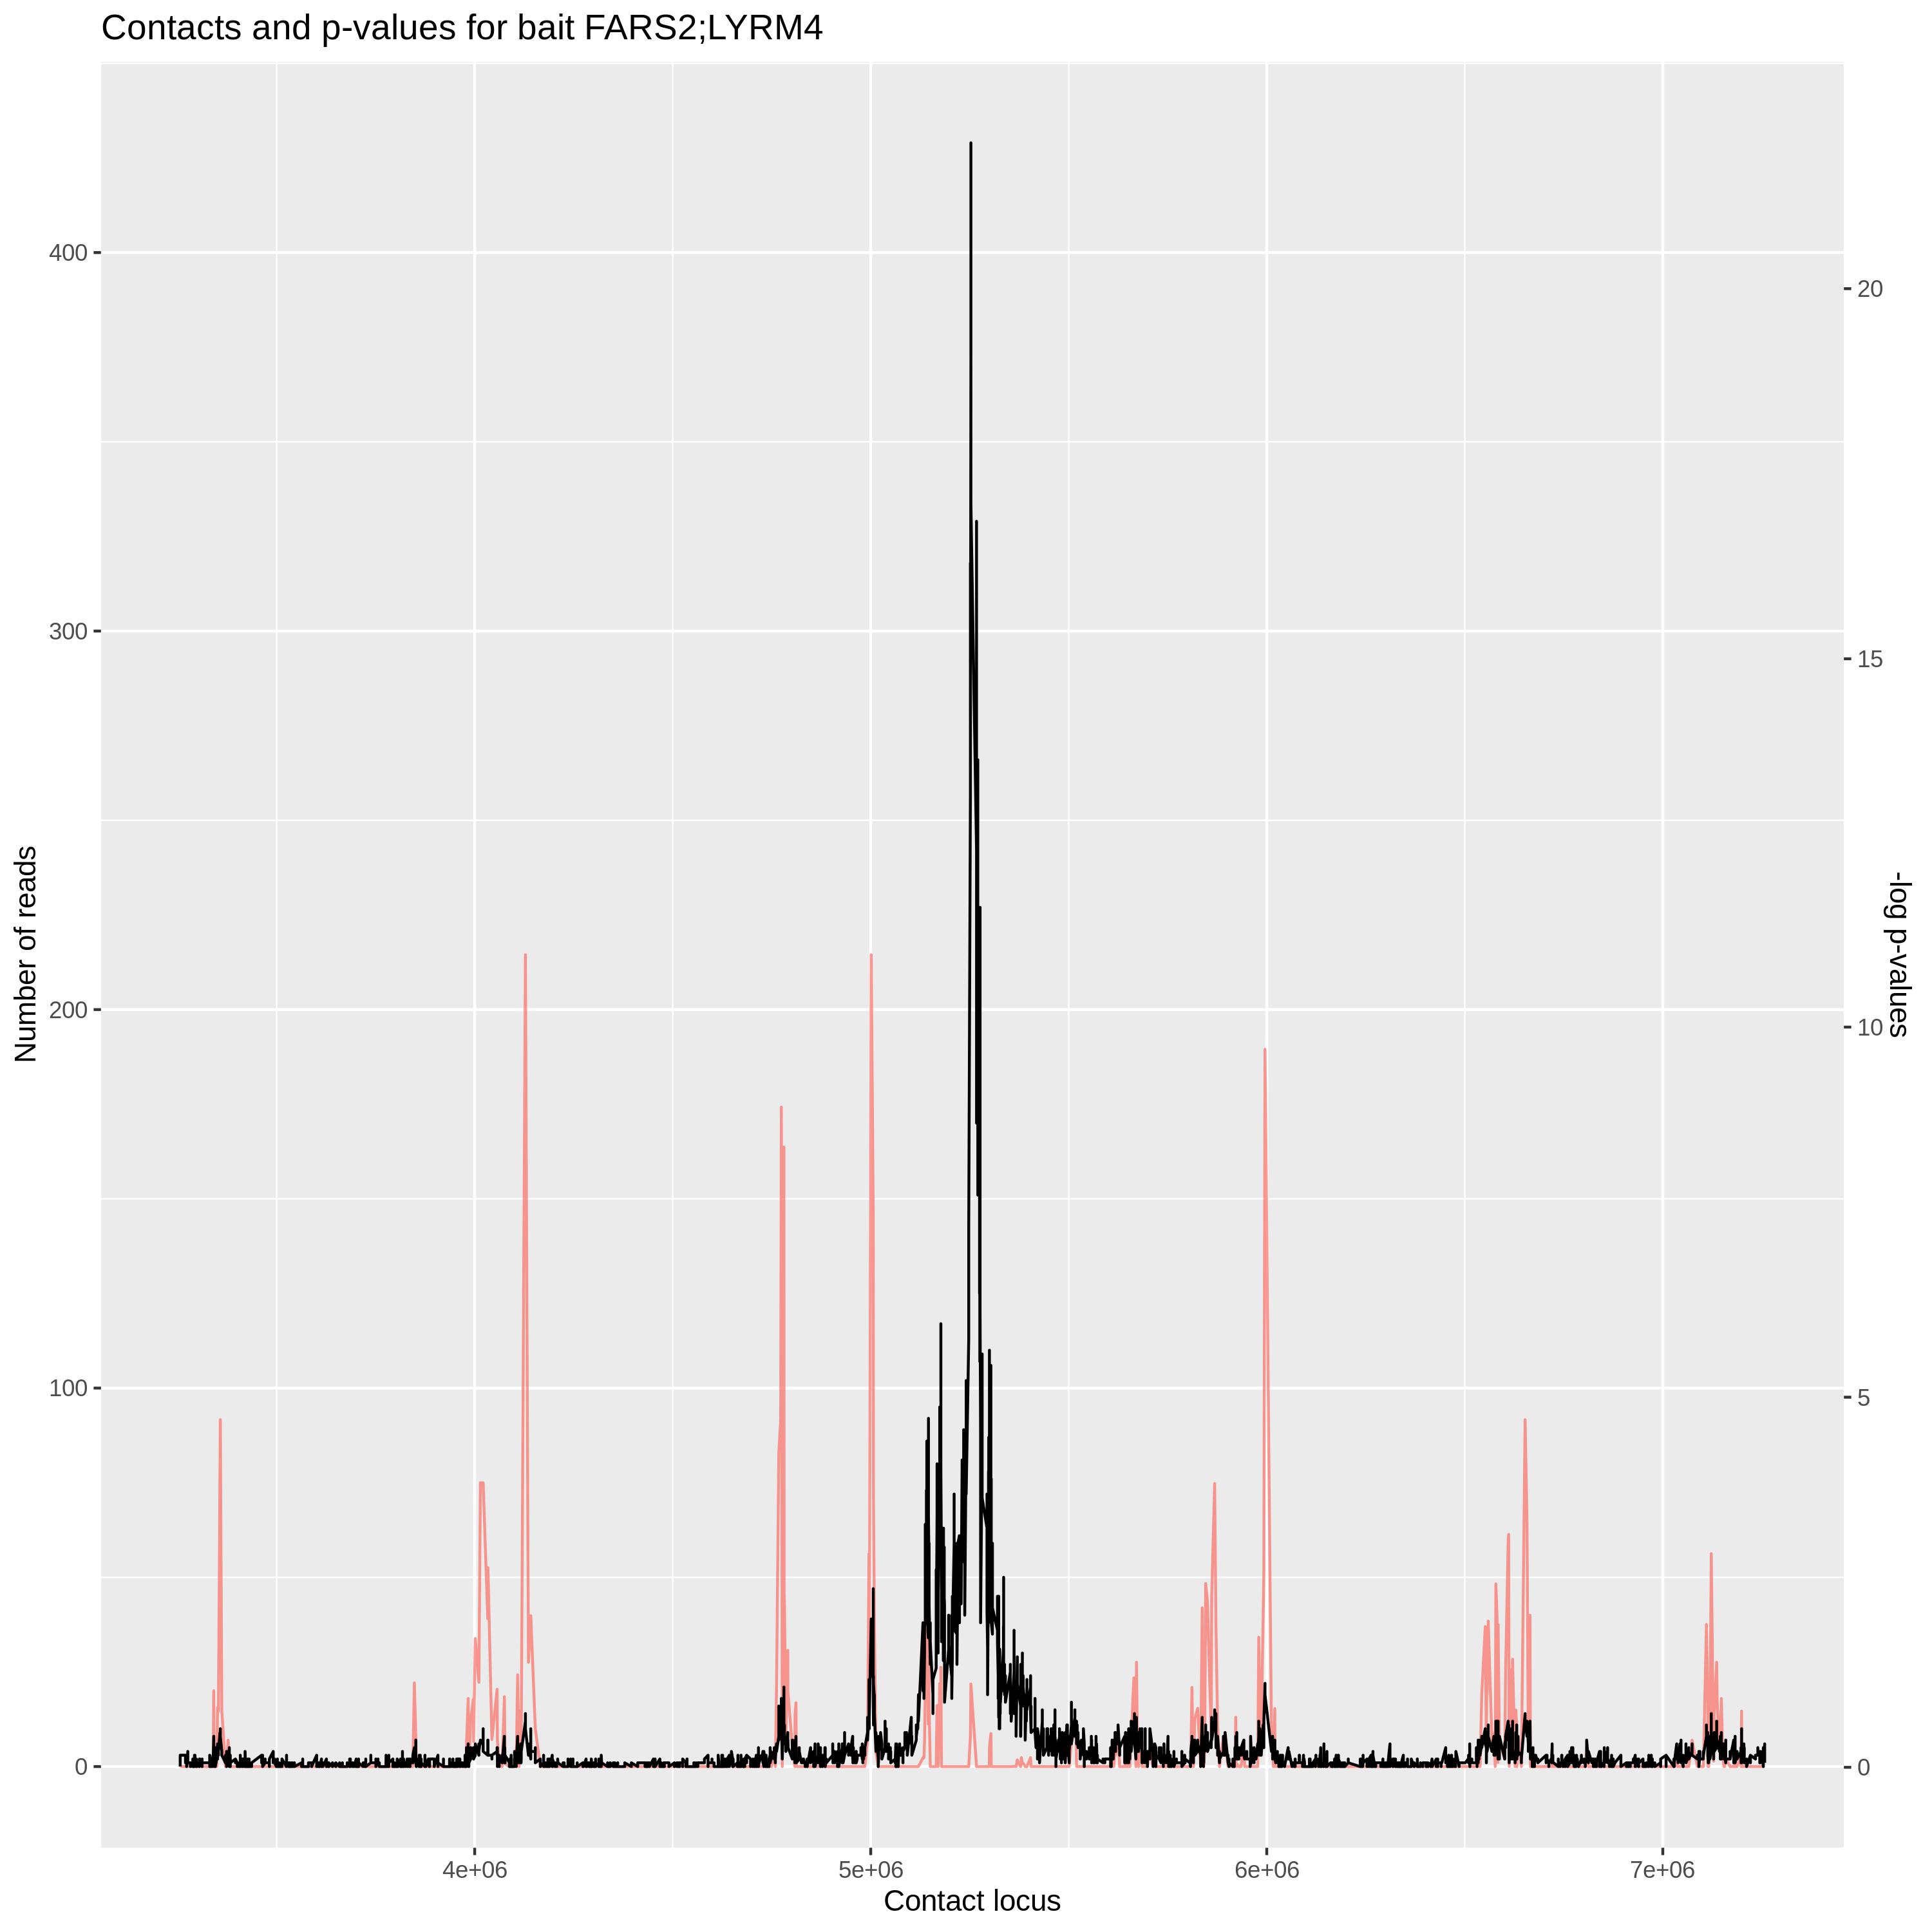 Contacts and p-values for bait FARS2;LYRM4
400
300
200
100
0
Number of reads
20
15
10
5
0
-log p-values
4e+06
5e+06
6e+06
7e+06
Contact locus